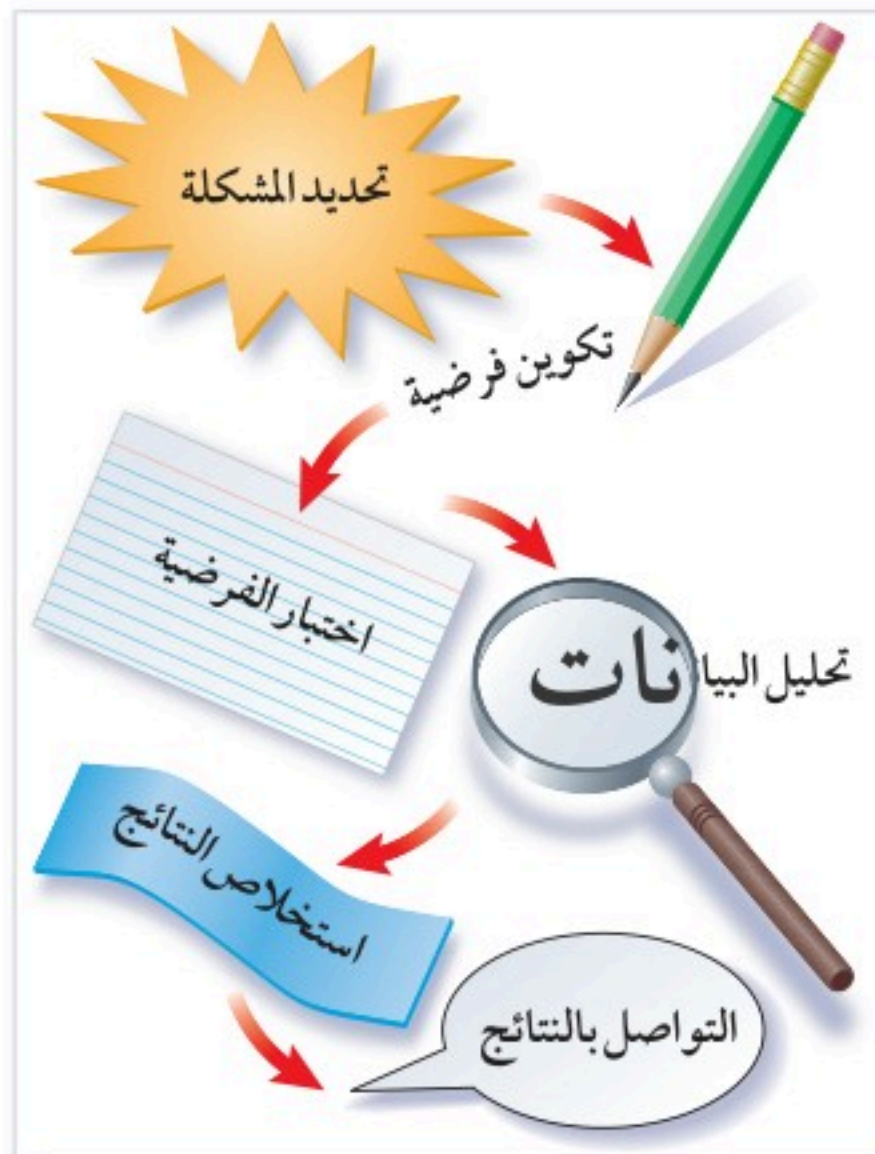 تحديد المشكلة
تكوين فرضية
اختبار الفرضية
تحليل البيانات
استخلاص النتائج
التواصل بالنتائج